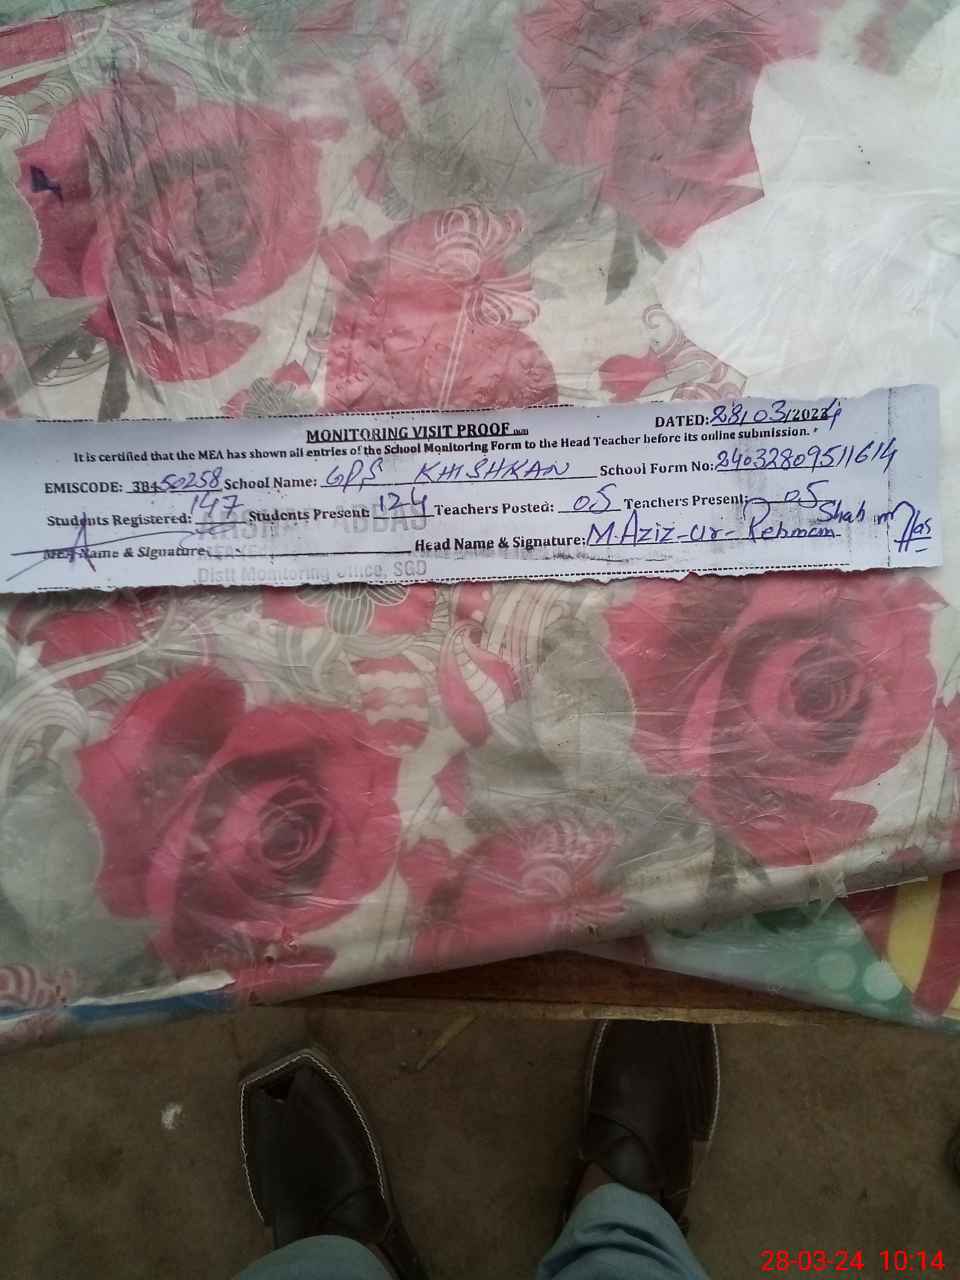 DATED: 28/03/2024
MONITORING VISIT PROOF
It is certified that the MEA has shown all entries of the School Monitoring Form to the Head Teacher before its online submission.
EMISCODE: 38450258 School Name: GPS KHISHKAN School Form No: 24032809511614
Students Registered: 147 Students Present: 124 Teachers Posted: 05 Teachers Present: 05
MEA Name & Signature: Head Name & Signature: M.Aziz-ur-Rehman Shah
ABBAS
Distt Monitoring Office, SGD
28-03-24 10:14